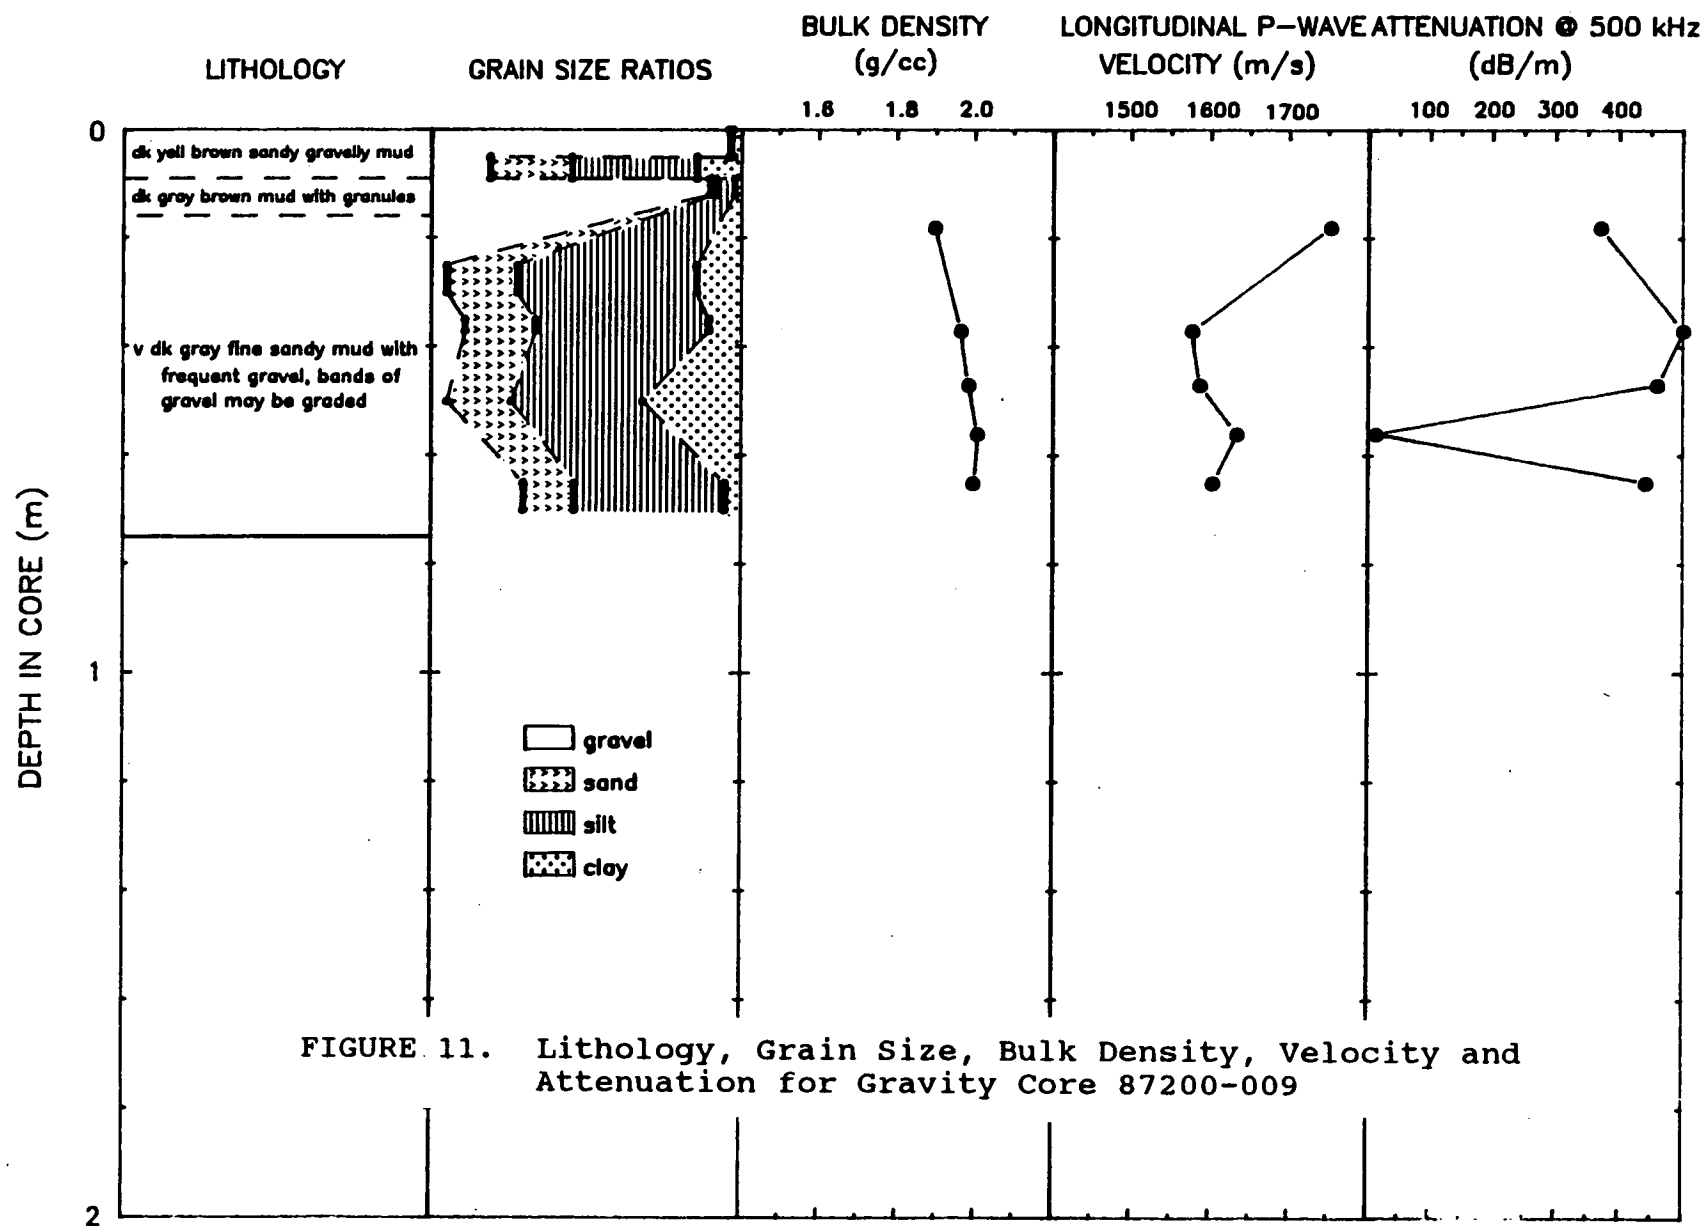 BULK DENSITY
(g/cc)
LONGITUDINAL P-WAVE
VELOCITY (m/s)
ATTENUATION @ 500 kHz
(dB/m)
LITHOLOGY
GRAIN SIZE RATIOS
1.6 1.8 2.0
1500 1600 1700
100 200 300 400
0
dk yell brown sandy gravelly mud
dk gray brown mud with granules
v dk gray fine sandy mud with
frequent gravel, bands of
gravel may be graded
DEPTH IN CORE (m)
1
gravel
sand
silt
clay
FIGURE 11. Lithology, Grain Size, Bulk Density, Velocity and
Attenuation for Gravity Core 87200-009
2